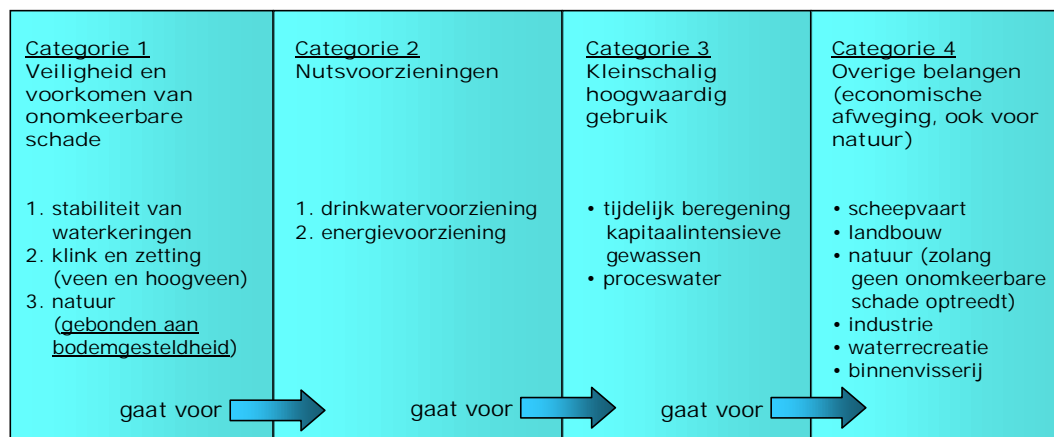 Categorie 1
Veiligheid en
voorkomen van
onomkeerbare
schade
1. stabiliteit van
waterkeringen
2. klink en zetting
(veen en hoogveen)
3. natuur
(gebonden aan
bodemgesteldheid)
gaat voor
Categorie 2
Nutsvoorzieningen
1. drinkwatervoorziening
2. energievoorziening
gaat voor
Categorie 3
Kleinschalig
hoogwaardig
gebruik
• tijdelijk beregening
kapitaalintensieve
gewassen
• proceswater
gaat voor
Categorie 4
Overige belangen
(economische
afweging, ook voor
natuur)
• scheepvaart
• landbouw
• natuur (zolang
geen onomkeerbare
schade optreedt)
• industrie
• waterrecreatie
• binnenvisserij